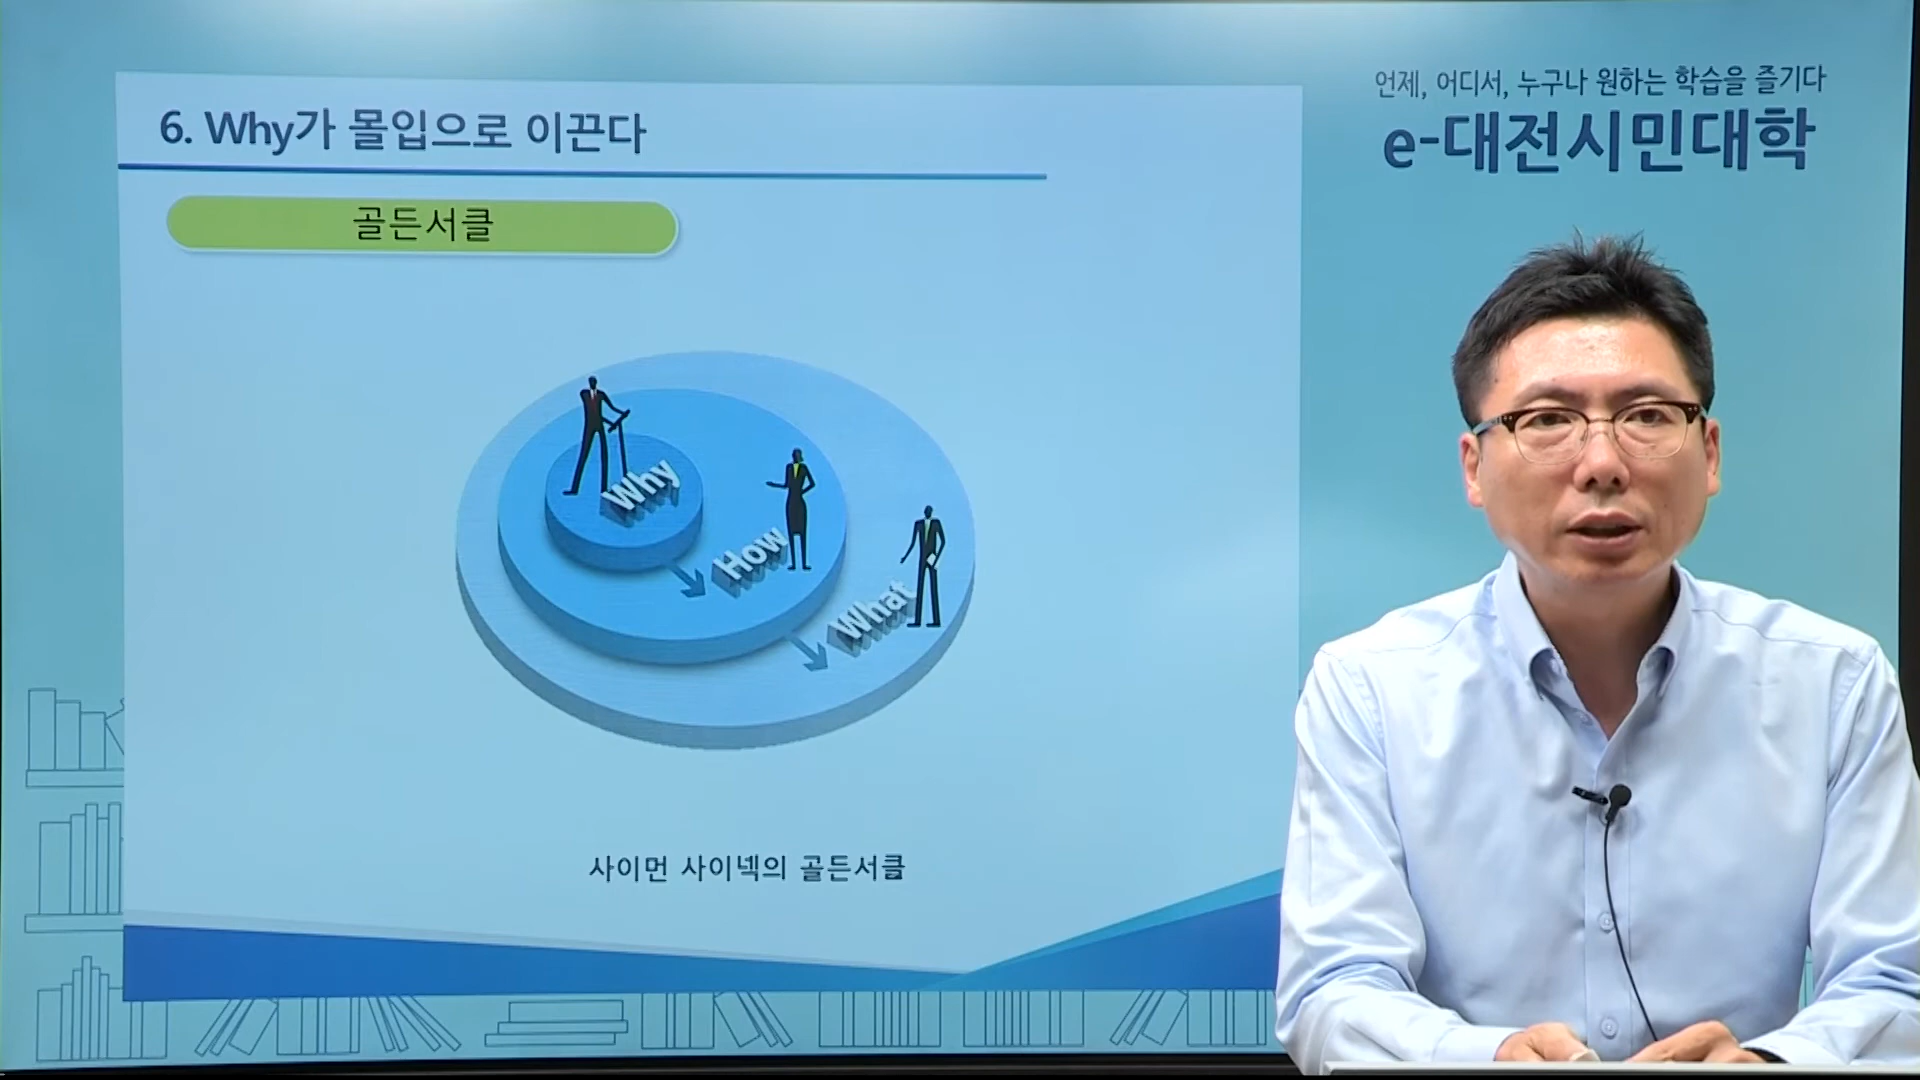 6. Why가 몰입으로 이끈다
언제, 어디서, 누구나 원하는 학습을 즐기다
e-대전시민대학
골든서클
Why
How
What
사이먼 사이넥의 골든서클